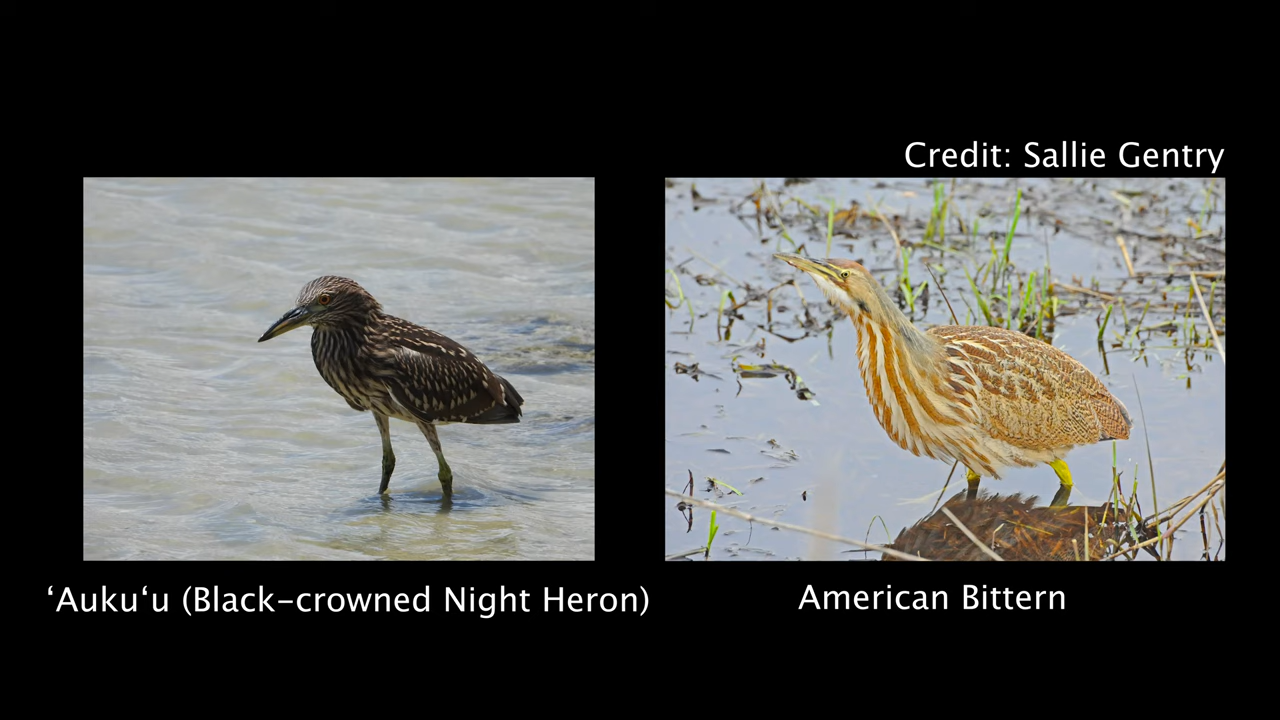 Credit: Sallie Gentry
ʻAukuʻu (Black-crowned Night Heron)
American Bittern